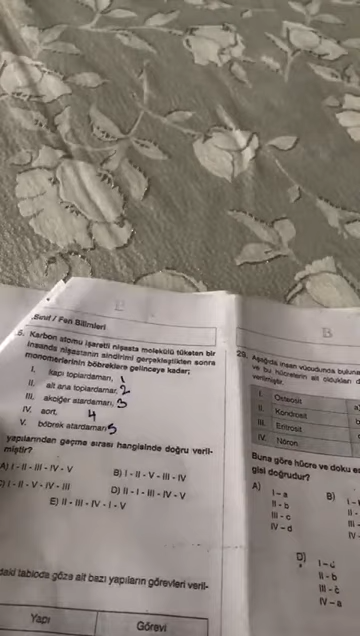 B
.Sınıf / Fen Bilimleri
5. Karbon atomu işaretli nişasta molekülü tüketen bir
insanda nişastanın sindirimi gerçekleştikten sonra
monomerlerinin böbreklere gelinceye kadar;
I. kapı toplardamarı, 1
II. alt ana toplardamar, 2
III. akciğer atardamarı, 3
IV. aort, 4
V. böbrek atardamarı 5
yapılarından geçme sırası hangisinde doğru veril-
miştir?
A) I - II - III - IV - V
B) I - II - V - III - IV
C) I - II - V - IV - III
D) II - I - III - IV - V
E) II - III - IV - I - V
daki tabloda göze ait bazı yapıların görevleri veril-
Yapı
Görevi
B
Aşağıda insan vücudunda buluna
ve bu hücrelerin ait oldukları d
verilmiştir.
I. Osteosit
II. Kondrosit
III. Eritrosit
IV. Nöron
Buna göre hücre ve doku eş
gisi doğrudur?
A)
I - a
II - b
III - c
IV - d
B)
D)
II - b
IV - a